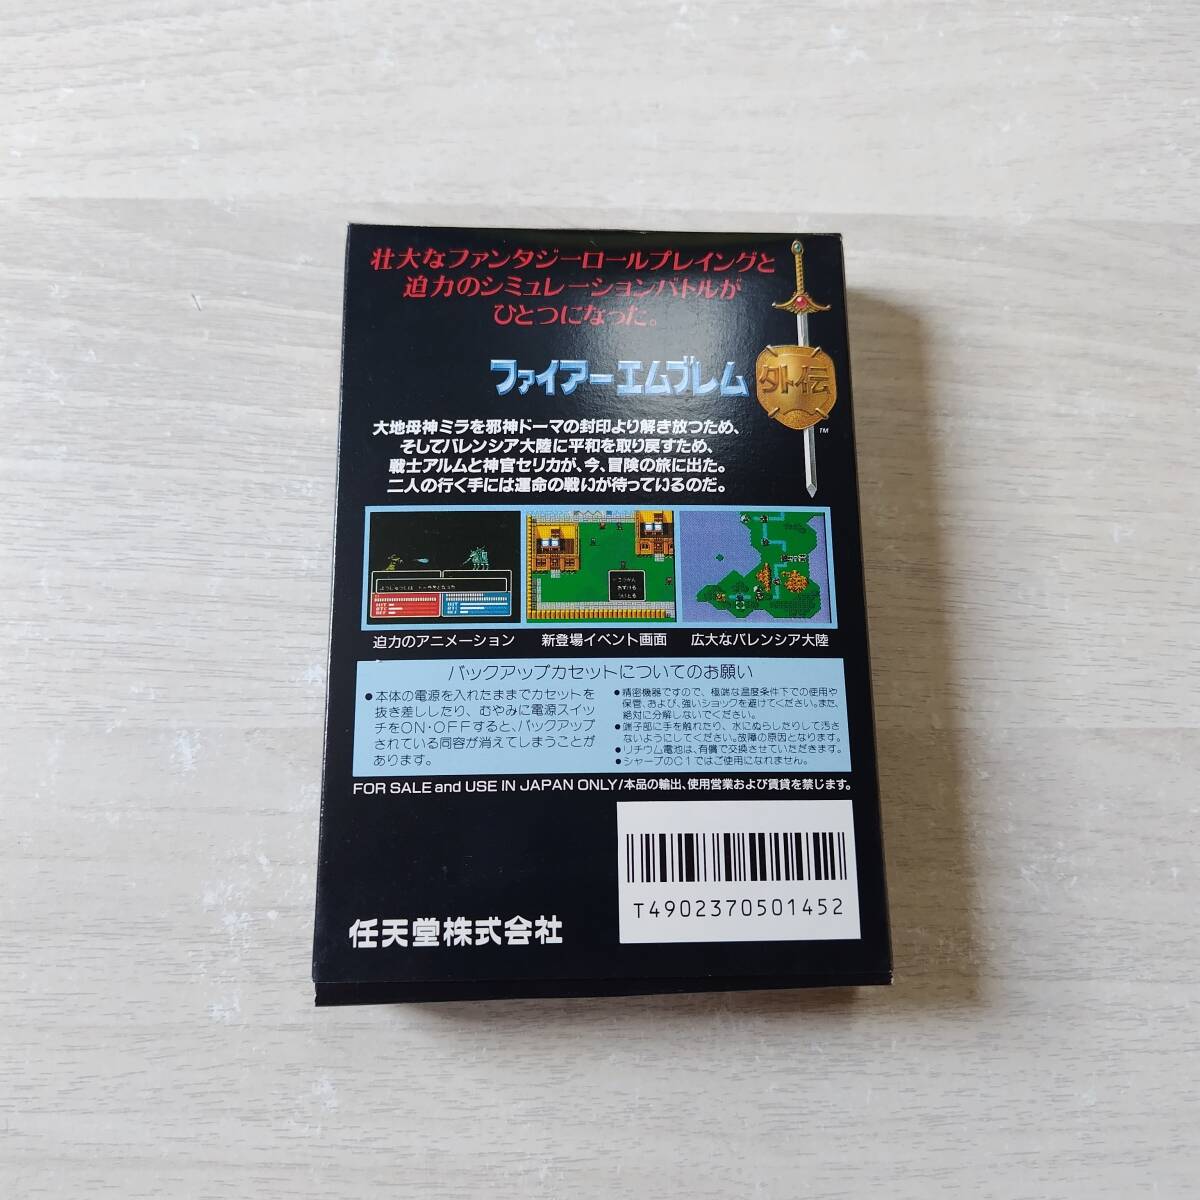 壮大なファンタジーロールプレイングと
迫力のシミュレーションバトルが
ひとつになった。
ファイアーエムブレム 外伝
TM
大地母神ミラを邪神ドーマの封印より解き放つため、
そしてバレンシア大陸に平和を取り戻すため、
戦士アルムと神官セリカが、今、冒険の旅に出た。
二人の行く手には運命の戦いが待っているのだ。
こうかん
あずける
うけとる
HIT
HIT
迫力のアニメーション
新登場イベント画面
広大なバレンシア大陸
バックアップカセットについてのお願い
●本体の電源を入れたままでカセットを
抜き差ししたり、むやみに電源スイッ
チをON・OFFすると、バックアップ
されている同容が消えてしまうことが
あります。
●精密機器ですので、極端な温度条件下での使用や
保管、および、強いショックを避けてください。また、
絶対に分解しないでください。
●端子部に手を触れたり、水にぬらしたりして汚さ
ないようにしてください。故障の原因となります。
●リチウム電池は、有償で交換させていただきます。
●シャープのC1ではご使用になれません。
FOR SALE and USE IN JAPAN ONLY/本品の輸出、使用営業および賃貸を禁じます。
T4902370501452
任天堂株式会社